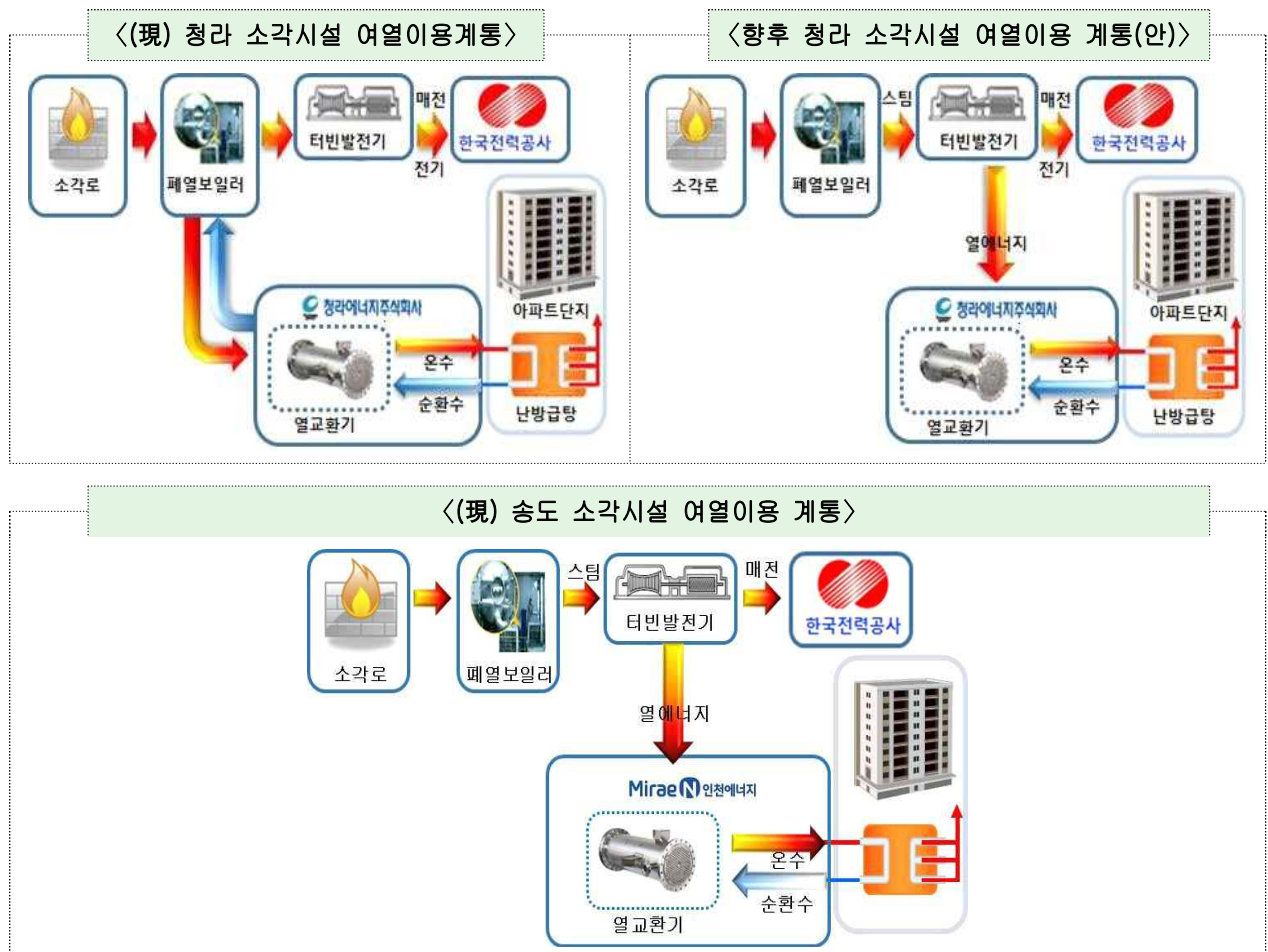 〈(現) 청라 소각시설 여열이용계통〉
소각로
폐열보일러
터빈발전기
매전
전기
한국전력공사
청라에너지주식회사
열교환기
온수
순환수
아파트단지
난방급탕
〈향후 청라 소각시설 여열이용 계통(안)〉
소각로
폐열보일러
스팀
터빈발전기
매전
전기
한국전력공사
열에너지
청라에너지주식회사
열교환기
온수
순환수
아파트단지
난방급탕
〈(現) 송도 소각시설 여열이용 계통〉
소각로
폐열보일러
스팀
터빈발전기
매전
한국전력공사
열에너지
Mirae N 인천에너지
열교환기
온수
순환수